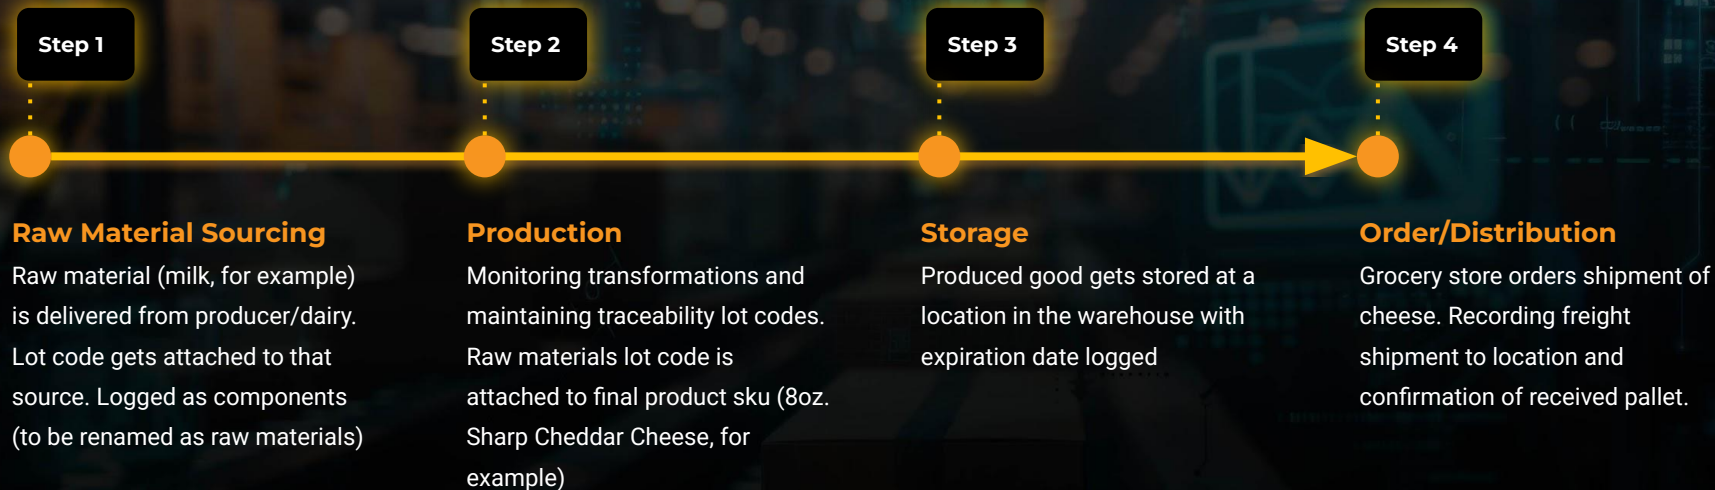 Step 1
Step 2
Step 3
Step 4
Raw Material Sourcing
Raw material (milk, for example)
is delivered from producer/dairy.
Lot code gets attached to that
source. Logged as components
(to be renamed as raw materials)
Production
Monitoring transformations and
maintaining traceability lot codes.
Raw materials lot code is
attached to final product sku (8oz.
Sharp Cheddar Cheese, for
example)
Storage
Produced good gets stored at a
location in the warehouse with
expiration date logged
Order/Distribution
Grocery store orders shipment of
cheese. Recording freight
shipment to location and
confirmation of received pallet.